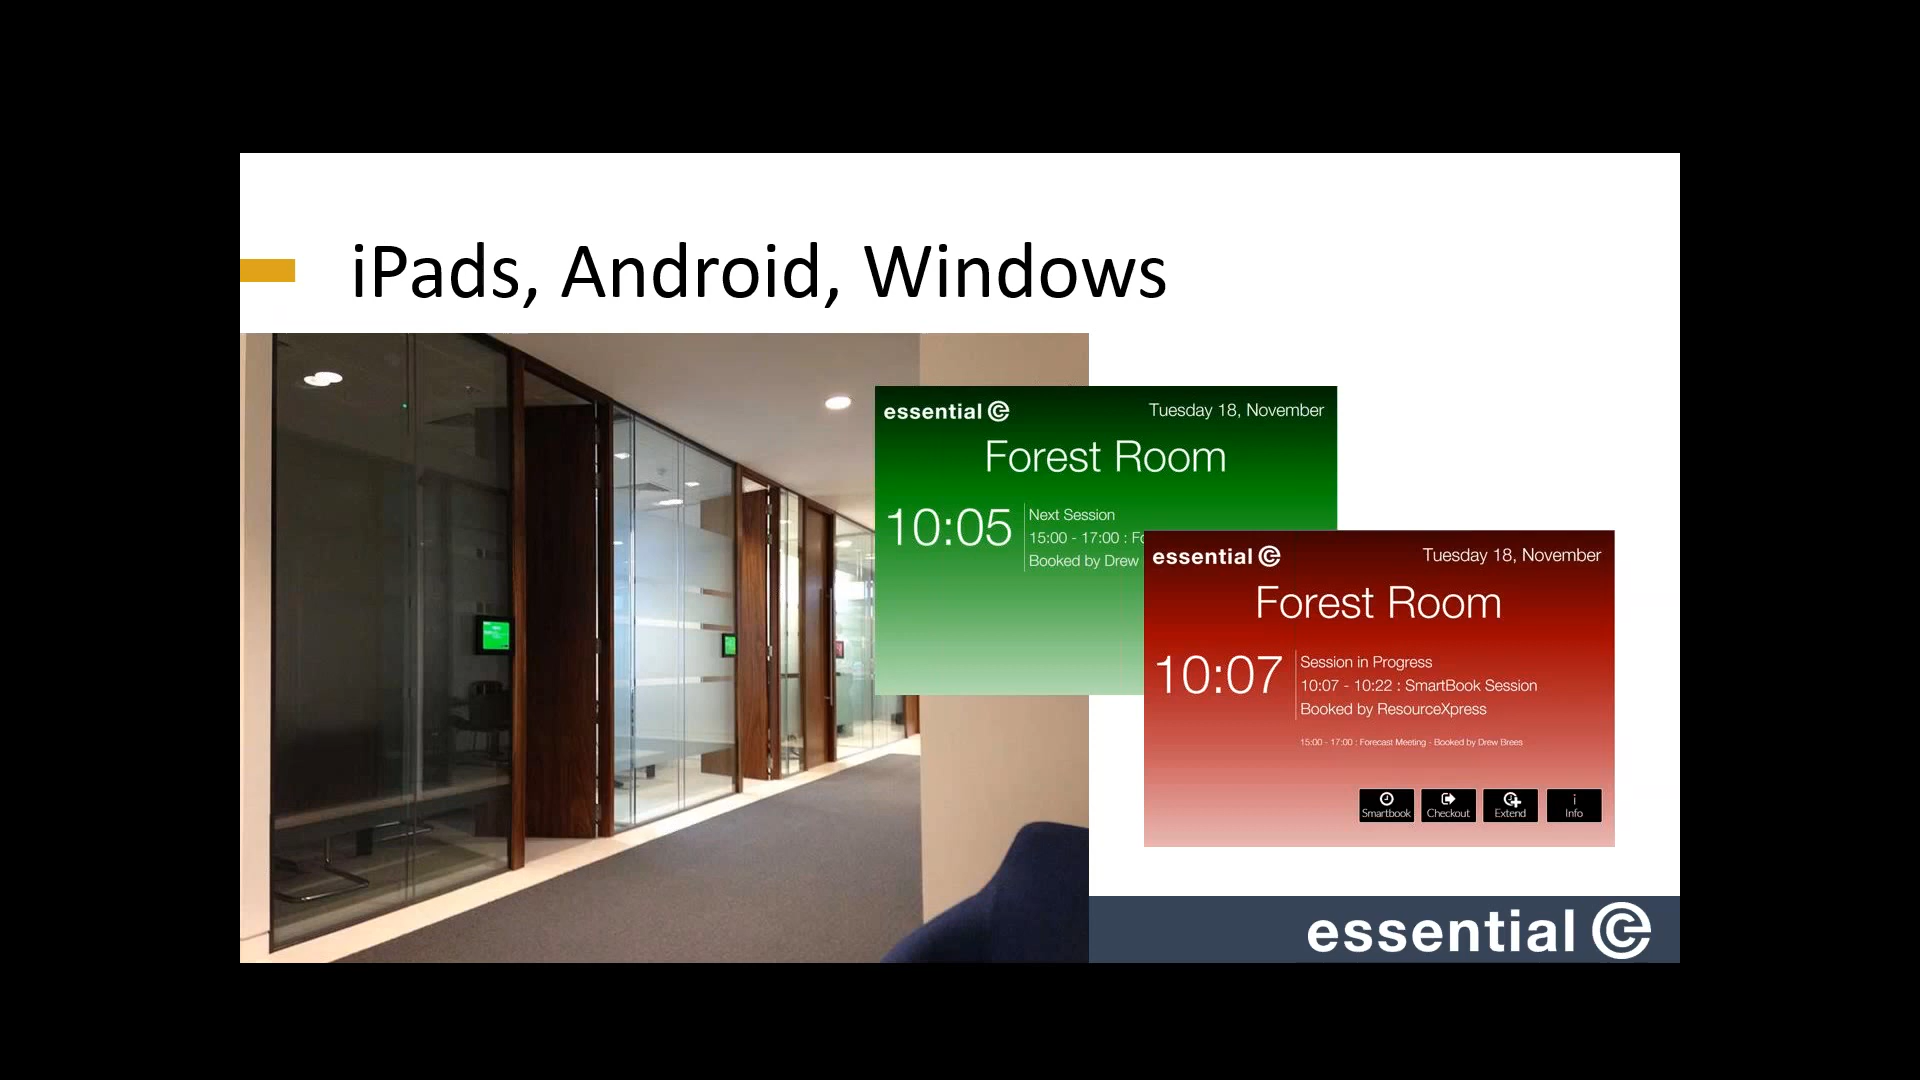 iPads, Android, Windows
essential
Tuesday 18, November
Forest Room
10:05
Next Session
15:00 - 17:00 :
Booked by Drew
essential
Tuesday 18, November
Forest Room
10:07
Session in Progress
10:07 - 10:22 : SmartBook Session
Booked by ResourceXpress
15:00 - 17:00 : Forecast Meeting - Booked by Drew Brees
Smartbook
Checkout
Extend
Info
essential